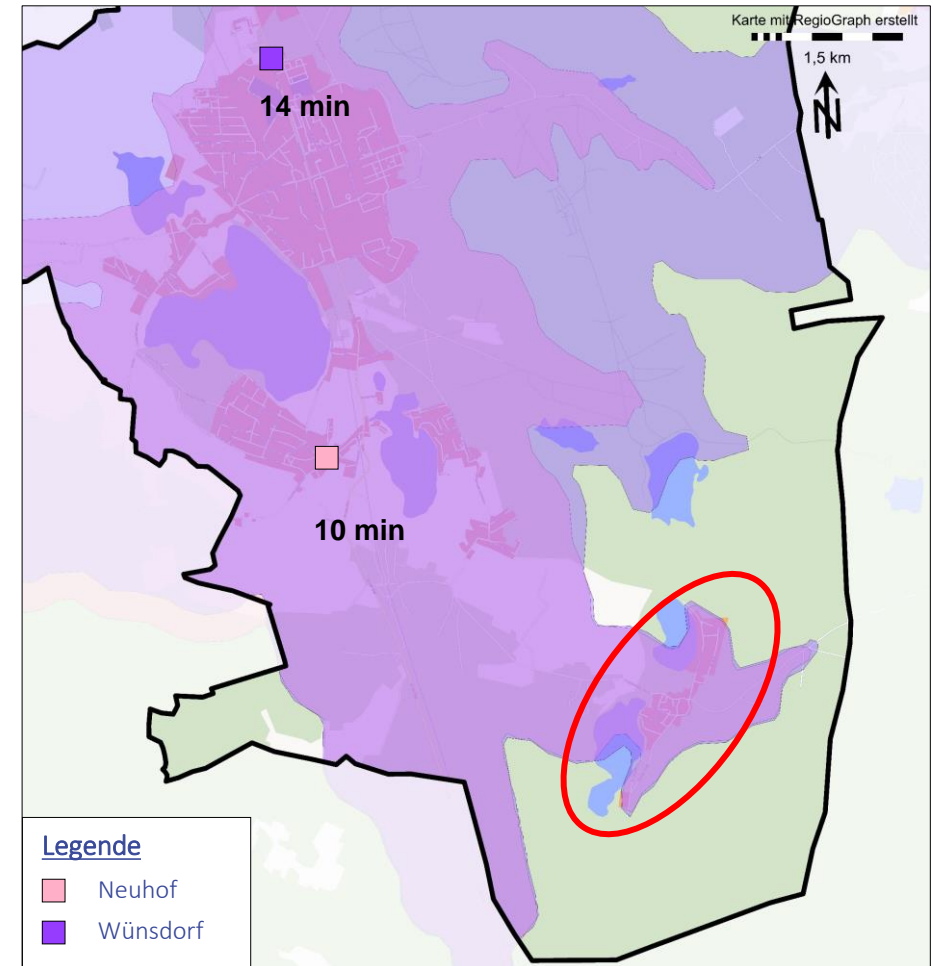 Karte mit RegioGraph erstellt
1,5 km
N
14 min
10 min
Legende
Neuhof
Wünsdorf